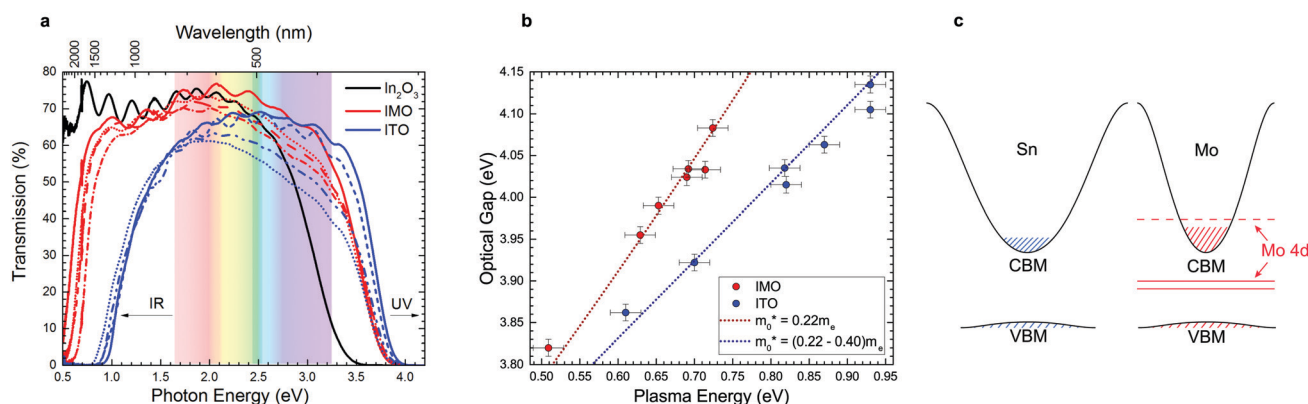 a
Wavelength (nm)
2000
1500
1000
500
Transmission (%)
80
70
60
50
40
30
20
10
0
In2O3
IMO
ITO
IR
UV
0.5 1.0 1.5 2.0 2.5 3.0 3.5 4.0
Photon Energy (eV)
b
Optical Gap (eV)
4.15
4.10
4.05
4.00
3.95
3.90
3.85
3.80
IMO
ITO
m0* = 0.22me
m0* = (0.22 - 0.40)me
0.50 0.55 0.60 0.65 0.70 0.75 0.80 0.85 0.90 0.95
Plasma Energy (eV)
c
Sn
Mo
CBM
CBM
Mo 4d
VBM
VBM